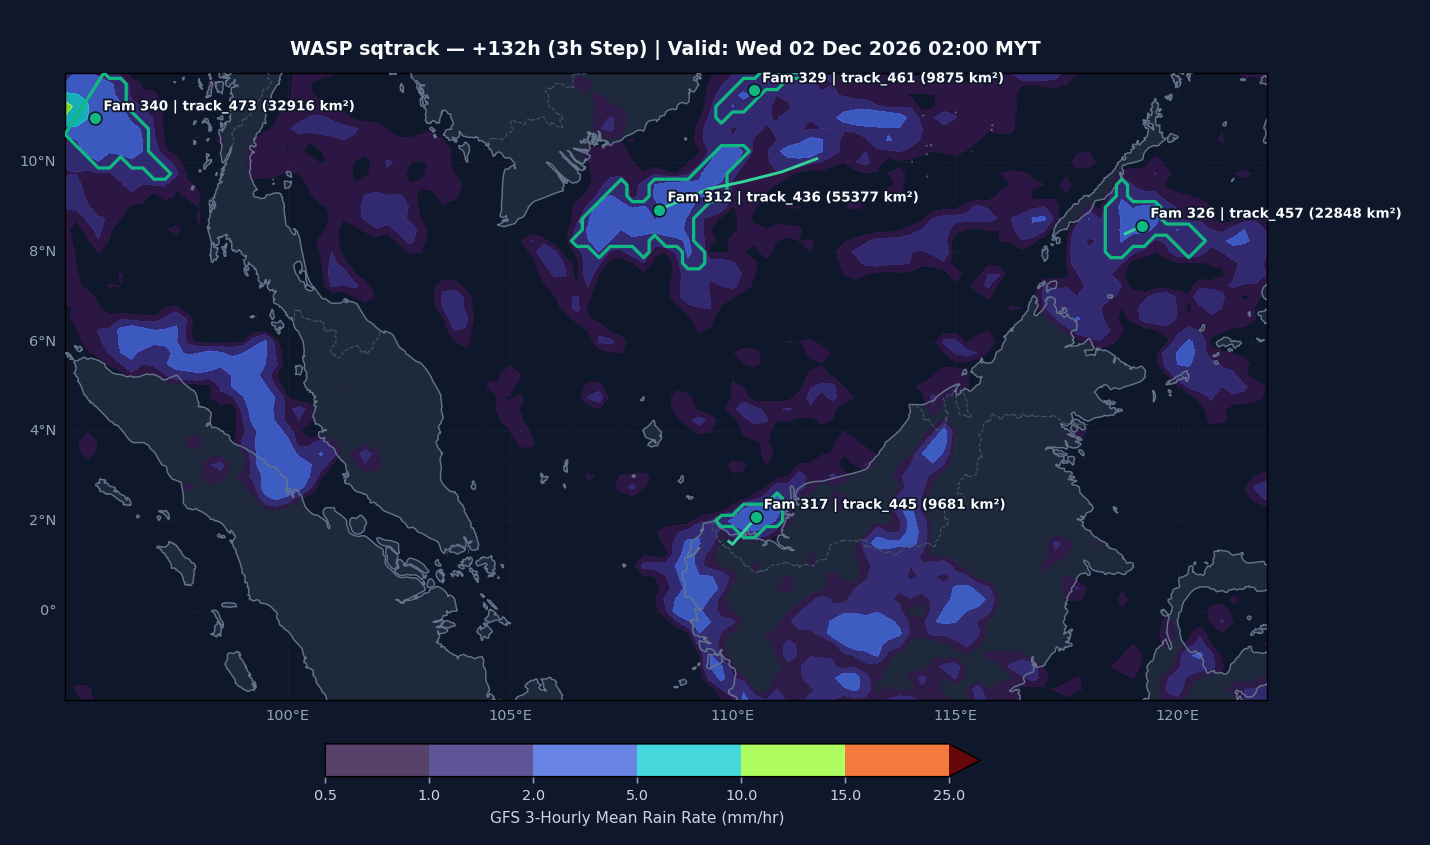 WASP sqtrack — +132h (3h Step) | Valid: Wed 02 Dec 2026 02:00 MYT
Fam 329 | track_461 (9875 km²)
Fam 340 | track_473 (32916 km²)
10°N
Fam 312 | track_436 (55377 km²)
Fam 326 | track_457 (22848 km²)
8°N
6°N
4°N
Fam 317 | track_445 (9681 km²)
2°N
0°
100°E 105°E 110°E 115°E 120°E
0.5 1.0 2.0 5.0 10.0 15.0 25.0
GFS 3-Hourly Mean Rain Rate (mm/hr)